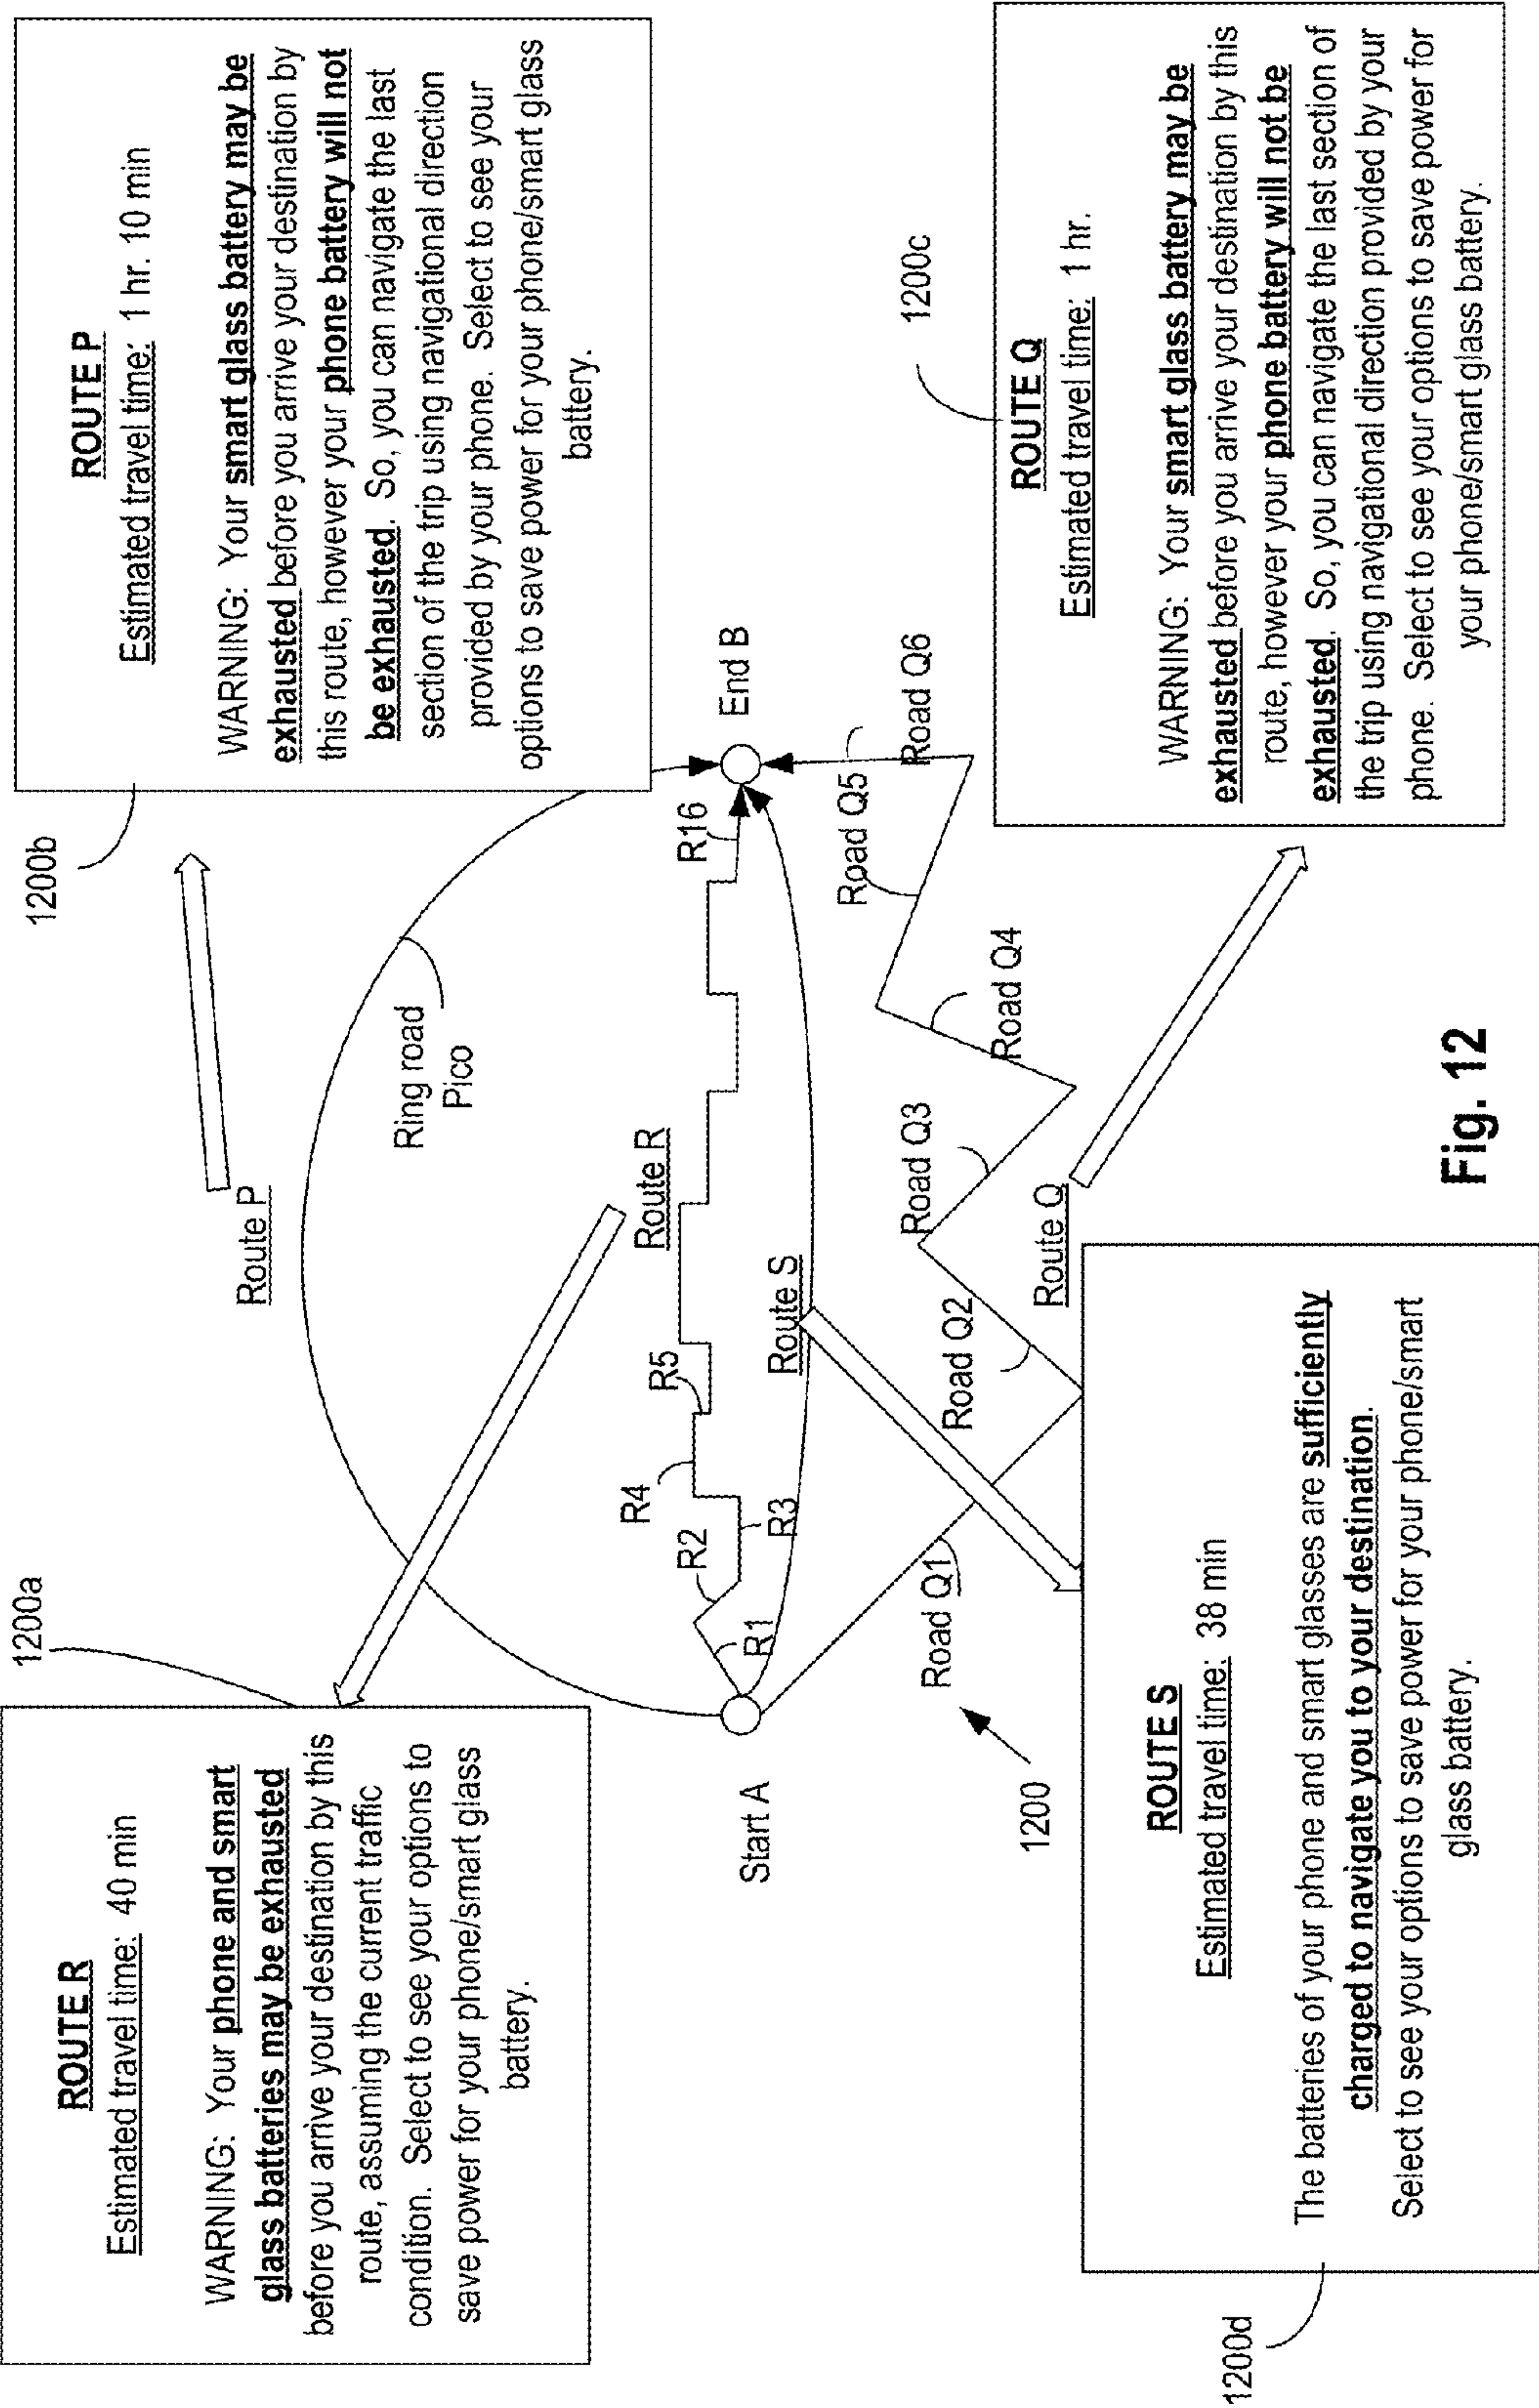 1200a
ROUTE R
Estimated travel time: 40 min
WARNING: Your phone and smart
glass batteries may be exhausted
before you arrive your destination by this
route, assuming the current traffic
condition. Select to see your options to
save power for your phone/smart glass
battery.
1200b
ROUTE P
Estimated travel time: 1 hr. 10 min
WARNING: Your smart glass battery may be
exhausted before you arrive your destination by
this route, however your phone battery will not
be exhausted. So, you can navigate the last
section of the trip using navigational direction
provided by your phone. Select to see your
options to save power for your phone/smart glass
battery.
Route P
Ring road
Pico
Route R
R1
R2
R3
R4
R5
R16
Start A
End B
Route S
Road Q1
Road Q2
Road Q3
Road Q4
Road Q5
Road Q6
Route Q
1200
1200d
ROUTE S
Estimated travel time: 38 min
The batteries of your phone and smart glasses are sufficiently
charged to navigate you to your destination.
Select to see your options to save power for your phone/smart
glass battery.
1200c
ROUTE Q
Estimated travel time: 1 hr.
WARNING: Your smart glass battery may be
exhausted before you arrive your destination by this
route, however your phone battery will not be
exhausted. So, you can navigate the last section of
the trip using navigational direction provided by your
phone. Select to see your options to save power for
your phone/smart glass battery.
Fig. 12